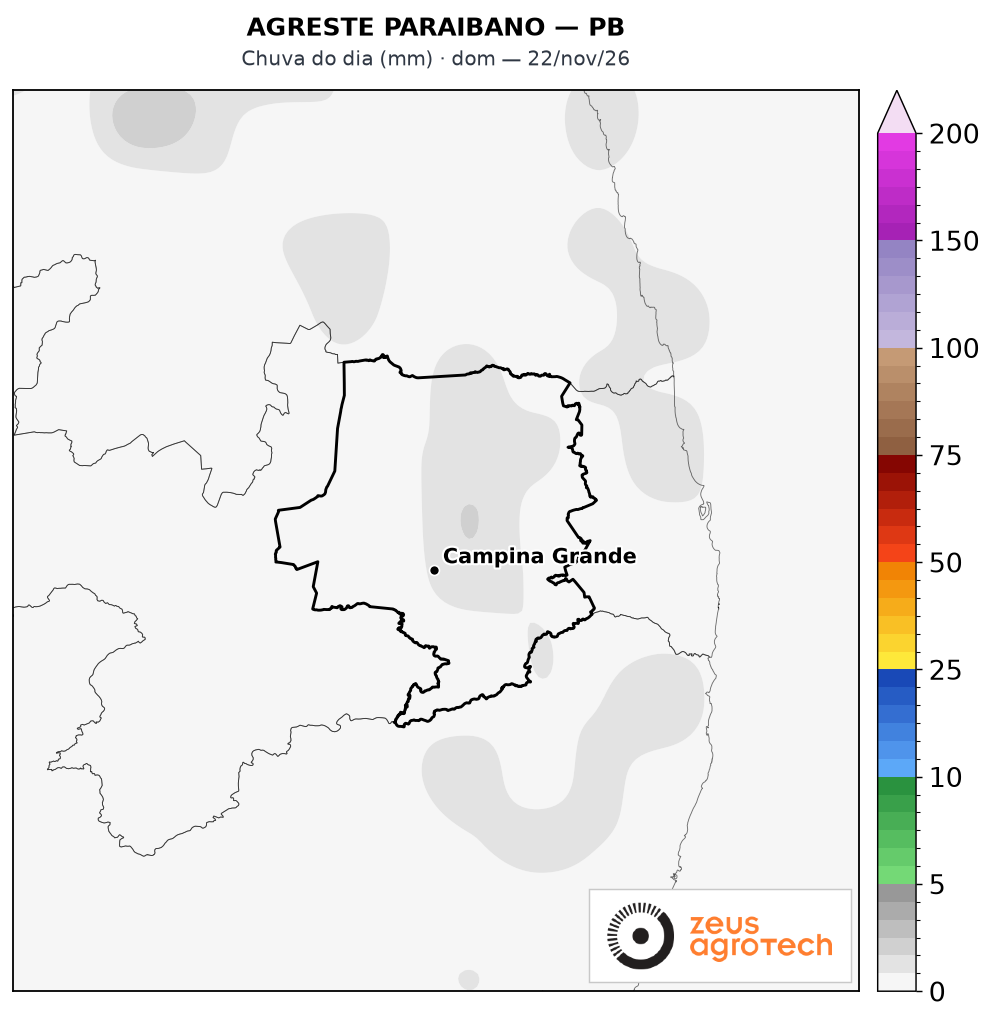 AGRESTE PARAIBANO — PB
Chuva do dia (mm) · dom — 22/nov/26
200
150
100
75
50
25
10
5
0
Campina Grande
zeus
agrotech